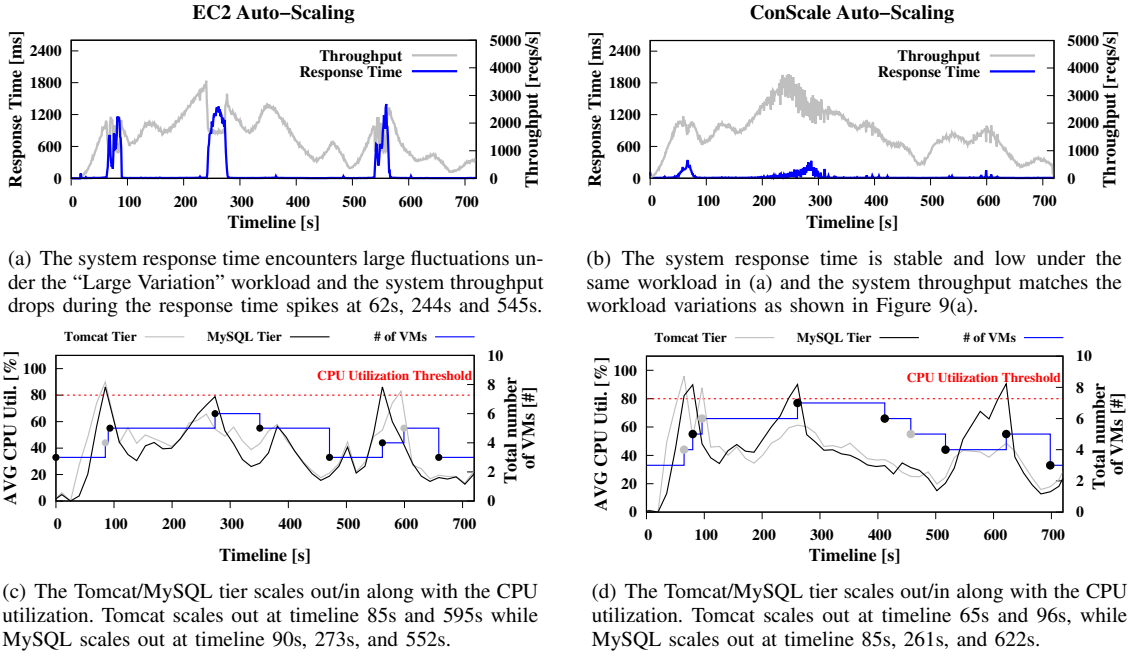 EC2 Auto−Scaling
Response Time [ms]
2400
1800
1200
600
0
Throughput
Response Time
5000
4000
3000
2000
1000
0
Throughput [reqs/s]
0 100 200 300 400 500 600 700
Timeline [s]
(a) The system response time encounters large fluctuations un-
der the “Large Variation” workload and the system throughput
drops during the response time spikes at 62s, 244s and 545s.
ConScale Auto−Scaling
Response Time [ms]
2400
1800
1200
600
0
Throughput
Response Time
5000
4000
3000
2000
1000
0
Throughput [reqs/s]
0 100 200 300 400 500 600 700
Timeline [s]
(b) The system response time is stable and low under the
same workload in (a) and the system throughput matches the
workload variations as shown in Figure 9(a).
Tomcat Tier MySQL Tier # of VMs
AVG CPU Util. [%]
100
80
60
40
20
0
CPU Utilization Threshold
10
8
6
4
2
0
Total number
of VMs [#]
0 100 200 300 400 500 600 700
Timeline [s]
(c) The Tomcat/MySQL tier scales out/in along with the CPU
utilization. Tomcat scales out at timeline 85s and 595s while
MySQL scales out at timeline 90s, 273s, and 552s.
Tomcat Tier MySQL Tier # of VMs
AVG CPU Util. [%]
100
80
60
40
20
0
CPU Utilization Threshold
10
8
6
4
2
0
Total number
of VMs [#]
0 100 200 300 400 500 600 700
Timeline [s]
(d) The Tomcat/MySQL tier scales out/in along with the CPU
utilization. Tomcat scales out at timeline 65s and 96s, while
MySQL scales out at timeline 85s, 261s, and 622s.